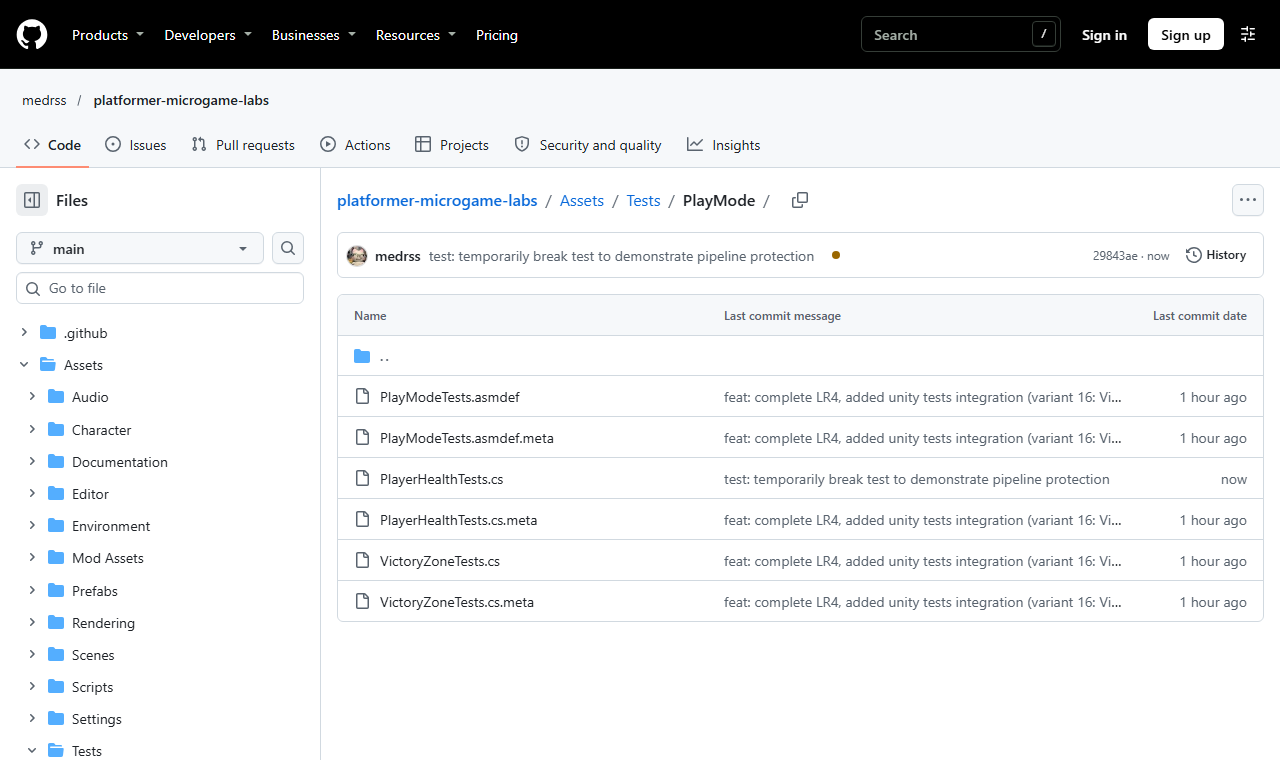 Products Developers Businesses Resources Pricing Search / Sign in Sign up
medrss / platformer-microgame-labs
Code Issues Pull requests Actions Projects Security and quality Insights
Files
main
Go to file
.github
Assets
Audio
Character
Documentation
Editor
Environment
Mod Assets
Prefabs
Rendering
Scenes
Scripts
Settings
Tests
platformer-microgame-labs / Assets / Tests / PlayMode /
medrss test: temporarily break test to demonstrate pipeline protection 29843ae · now History
Name Last commit message Last commit date
..
PlayModeTests.asmdef feat: complete LR4, added unity tests integration (variant 16: Vi... 1 hour ago
PlayModeTests.asmdef.meta feat: complete LR4, added unity tests integration (variant 16: Vi... 1 hour ago
PlayerHealthTests.cs test: temporarily break test to demonstrate pipeline protection now
PlayerHealthTests.cs.meta feat: complete LR4, added unity tests integration (variant 16: Vi... 1 hour ago
VictoryZoneTests.cs feat: complete LR4, added unity tests integration (variant 16: Vi... 1 hour ago
VictoryZoneTests.cs.meta feat: complete LR4, added unity tests integration (variant 16: Vi... 1 hour ago